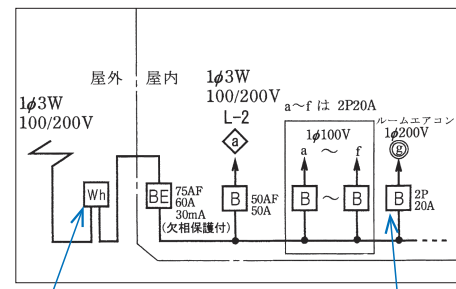 屋外 屋内
1φ3W
100/200V
Wh
BE
75AF
60A
30mA
(欠相保護付)
1φ3W
100/200V
L-2
a
B
50AF
50A
a~f は 2P20A
1φ100V
a ~ f
B ~ B
ルームエアコン
1φ200V
g
B
2P
20A